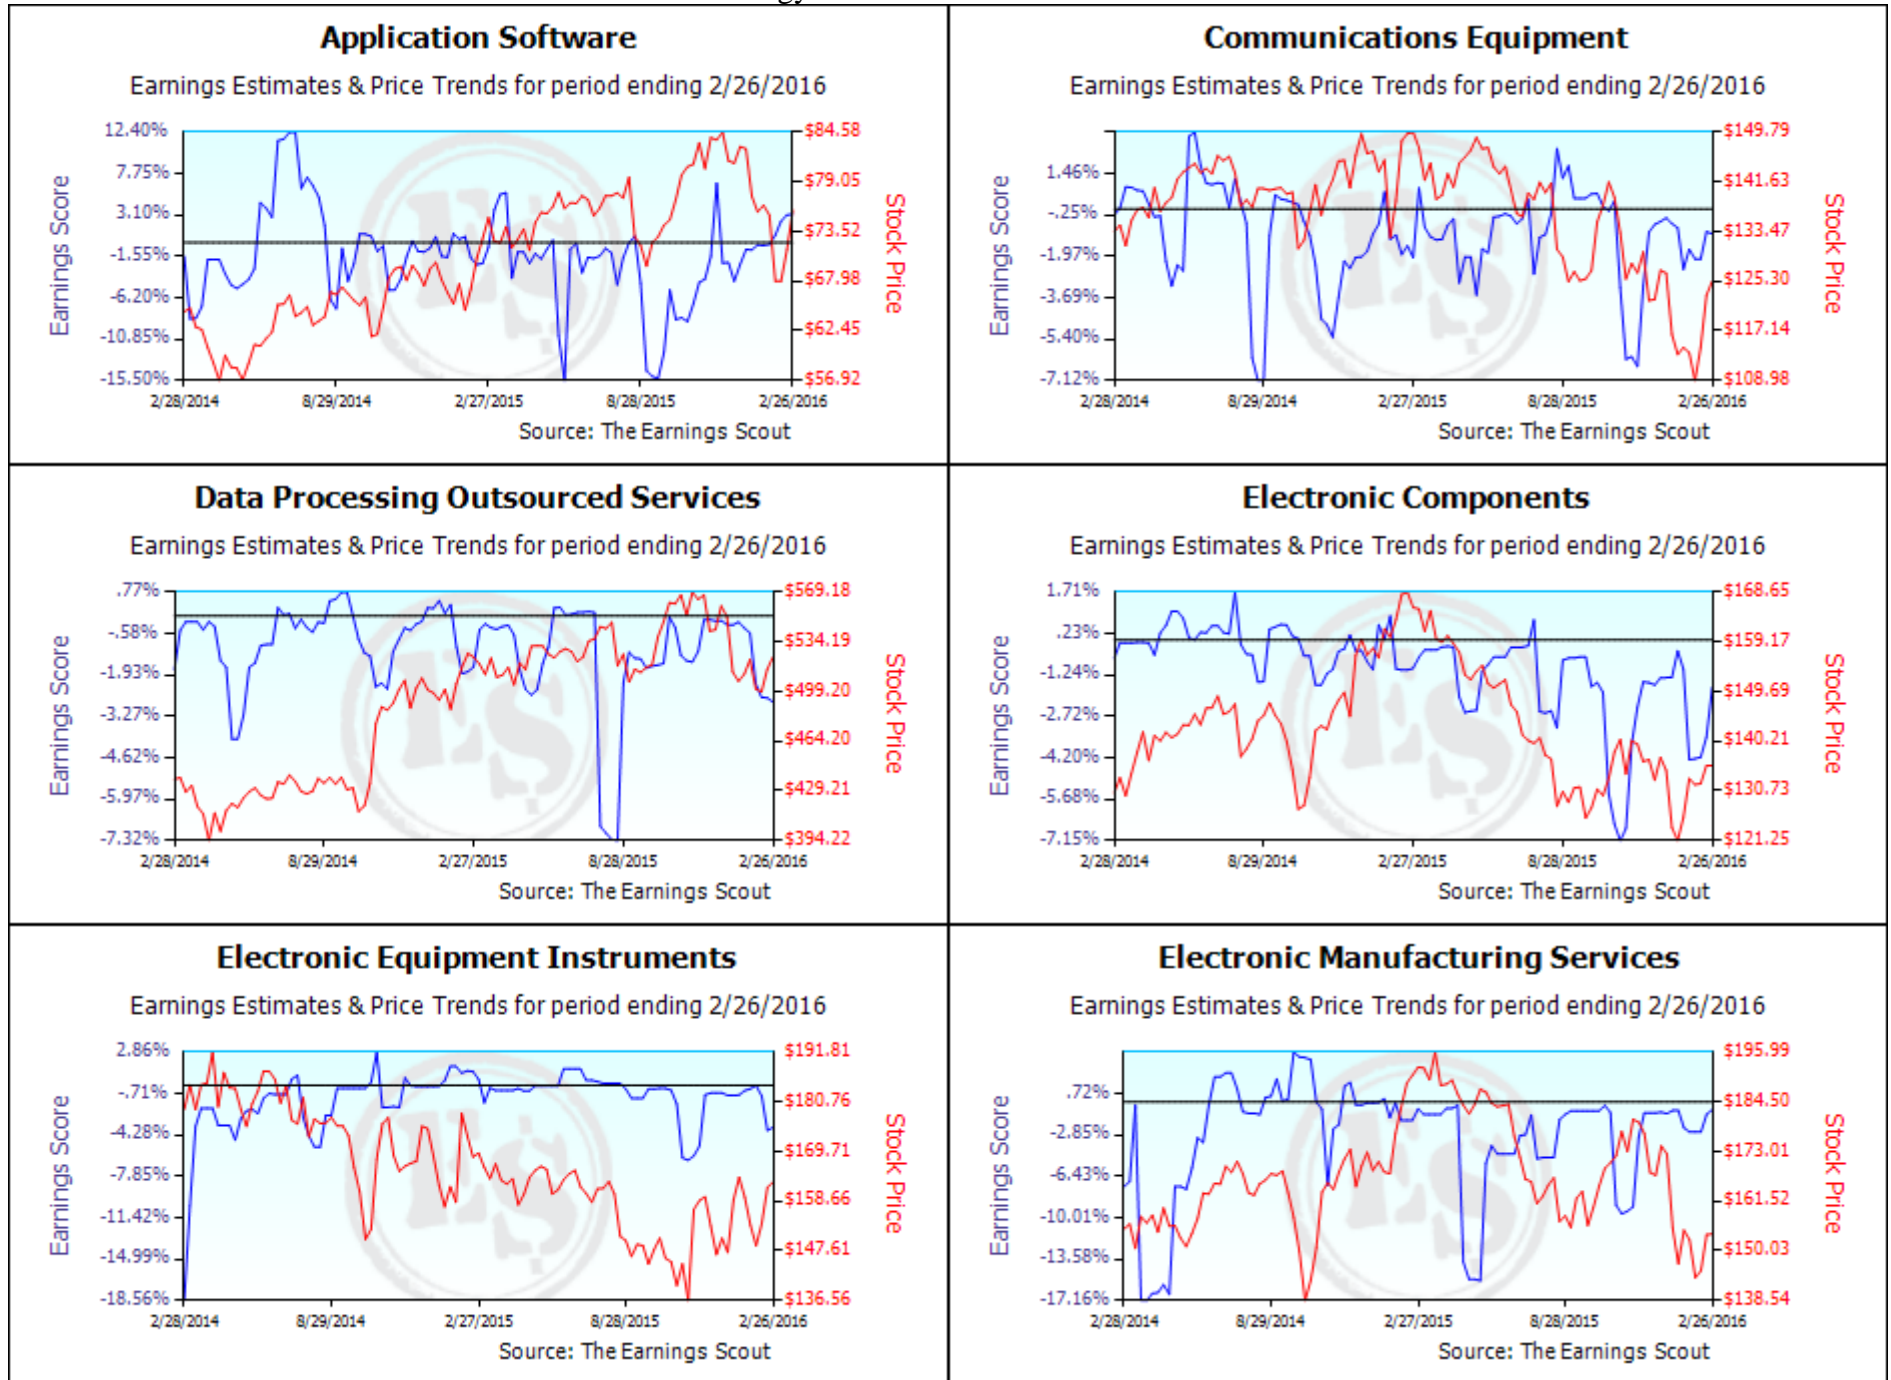 gy
Application Software
Earnings Estimates & Price Trends for period ending 2/26/2016
Earnings Score
12.40%
7.75%
3.10%
-1.55%
-6.20%
-10.85%
-15.50%
$84.58
$79.05
$73.52
$67.98
$62.45
$56.92
Stock Price
2/28/2014 8/29/2014 2/27/2015 8/28/2015 2/26/2016
Source: The Earnings Scout
ES
Communications Equipment
Earnings Estimates & Price Trends for period ending 2/26/2016
Earnings Score
1.46%
-.25%
-1.97%
-3.69%
-5.40%
-7.12%
$149.79
$141.63
$133.47
$125.30
$117.14
$108.98
Stock Price
2/28/2014 8/29/2014 2/27/2015 8/28/2015 2/26/2016
Source: The Earnings Scout
ES
Data Processing Outsourced Services
Earnings Estimates & Price Trends for period ending 2/26/2016
Earnings Score
.77%
-.58%
-1.93%
-3.27%
-4.62%
-5.97%
-7.32%
$569.18
$534.19
$499.20
$464.20
$429.21
$394.22
Stock Price
2/28/2014 8/29/2014 2/27/2015 8/28/2015 2/26/2016
Source: The Earnings Scout
ES
Electronic Components
Earnings Estimates & Price Trends for period ending 2/26/2016
Earnings Score
1.71%
.23%
-1.24%
-2.72%
-4.20%
-5.68%
-7.15%
$168.65
$159.17
$149.69
$140.21
$130.73
$121.25
Stock Price
2/28/2014 8/29/2014 2/27/2015 8/28/2015 2/26/2016
Source: The Earnings Scout
ES
Electronic Equipment Instruments
Earnings Estimates & Price Trends for period ending 2/26/2016
Earnings Score
2.86%
-.71%
-4.28%
-7.85%
-11.42%
-14.99%
-18.56%
$191.81
$180.76
$169.71
$158.66
$147.61
$136.56
Stock Price
2/28/2014 8/29/2014 2/27/2015 8/28/2015 2/26/2016
Source: The Earnings Scout
ES
Electronic Manufacturing Services
Earnings Estimates & Price Trends for period ending 2/26/2016
Earnings Score
.72%
-2.85%
-6.43%
-10.01%
-13.58%
-17.16%
$195.99
$184.50
$173.01
$161.52
$150.03
$138.54
Stock Price
2/28/2014 8/29/2014 2/27/2015 8/28/2015 2/26/2016
Source: The Earnings Scout
ES